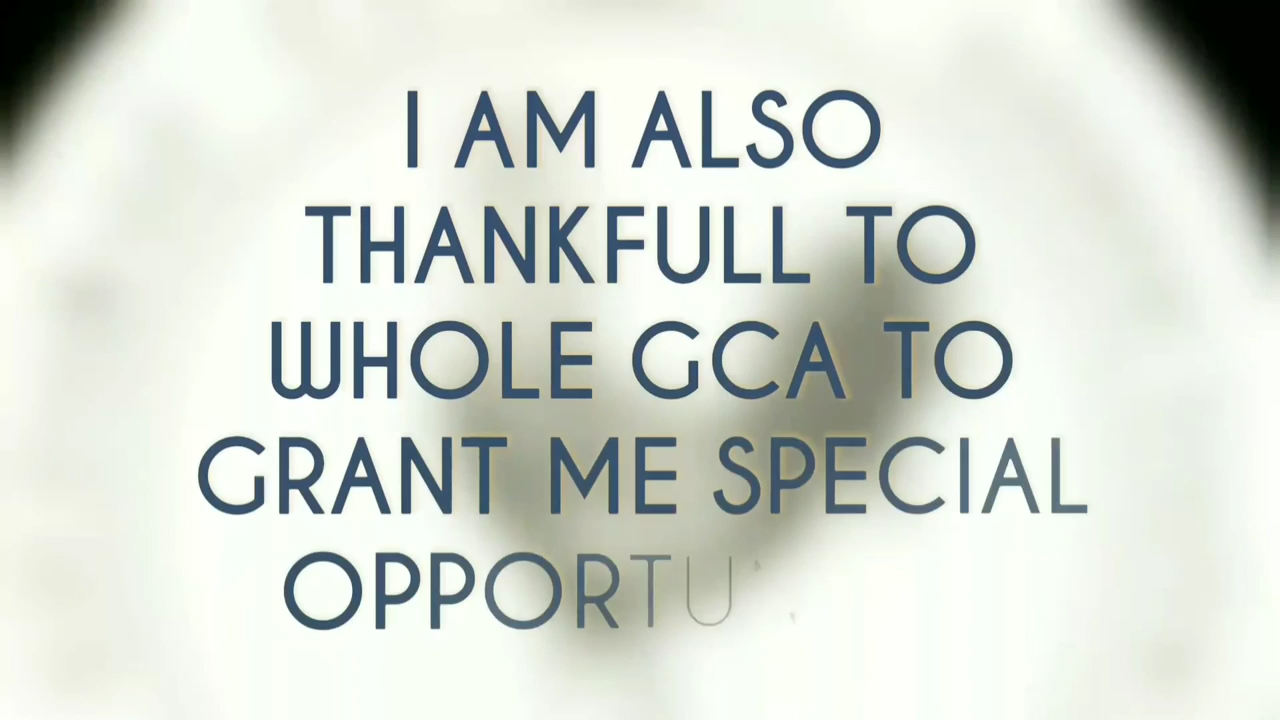 I AM ALSO
THANKFULL TO
WHOLE GCA TO
GRANT ME SPECIAL
OPPORTU